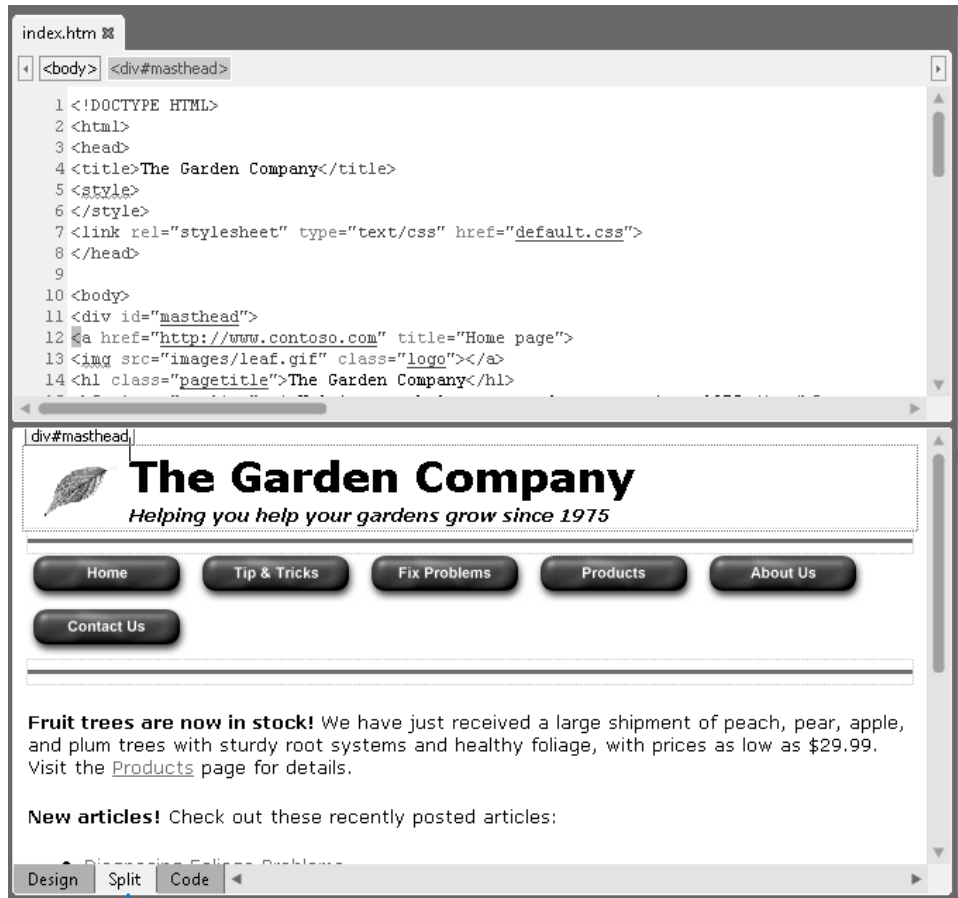 index.htm
<body> <div#masthead>
1 <!DOCTYPE HTML>
2 <html>
3 <head>
4 <title>The Garden Company</title>
5 <style>
6 </style>
7 <link rel="stylesheet" type="text/css" href="default.css">
8 </head>
9
10 <body>
11 <div id="masthead">
12 <a href="http://www.contoso.com" title="Home page">
13 <img src="images/leaf.gif" class="logo"></a>
14 <h1 class="pagetitle">The Garden Company</h1>
div#masthead
The Garden Company
Helping you help your gardens grow since 1975
Home Tip & Tricks Fix Problems Products About Us
Contact Us
Fruit trees are now in stock! We have just received a large shipment of peach, pear, apple,
and plum trees with sturdy root systems and healthy foliage, with prices as low as $29.99.
Visit the Products page for details.
New articles! Check out these recently posted articles:
Design Split Code